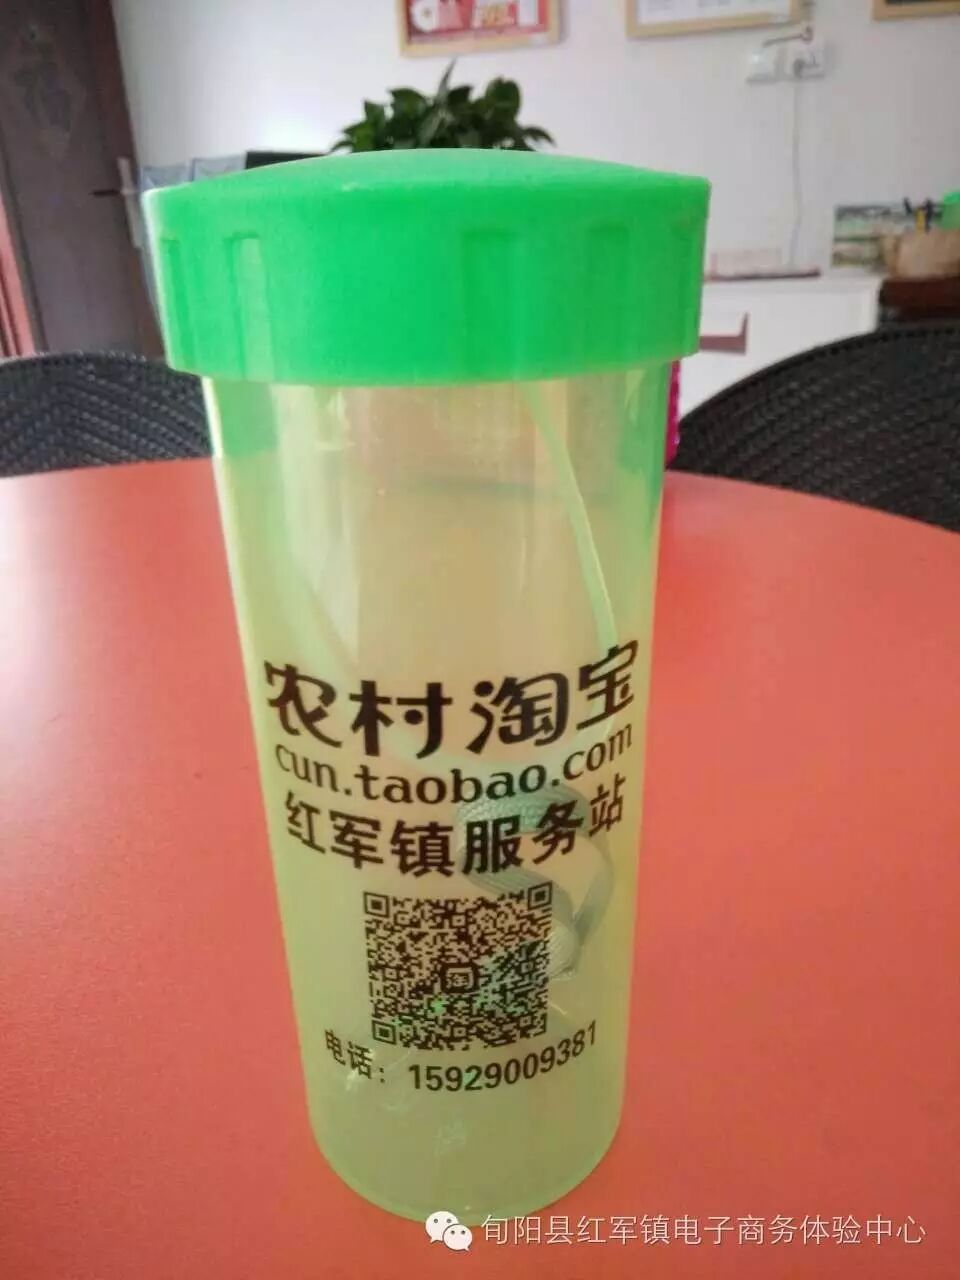 农村淘宝
cun.taobao.com
红军镇服务站
淘
电话：15929009381
旬阳县红军镇电子商务体验中心